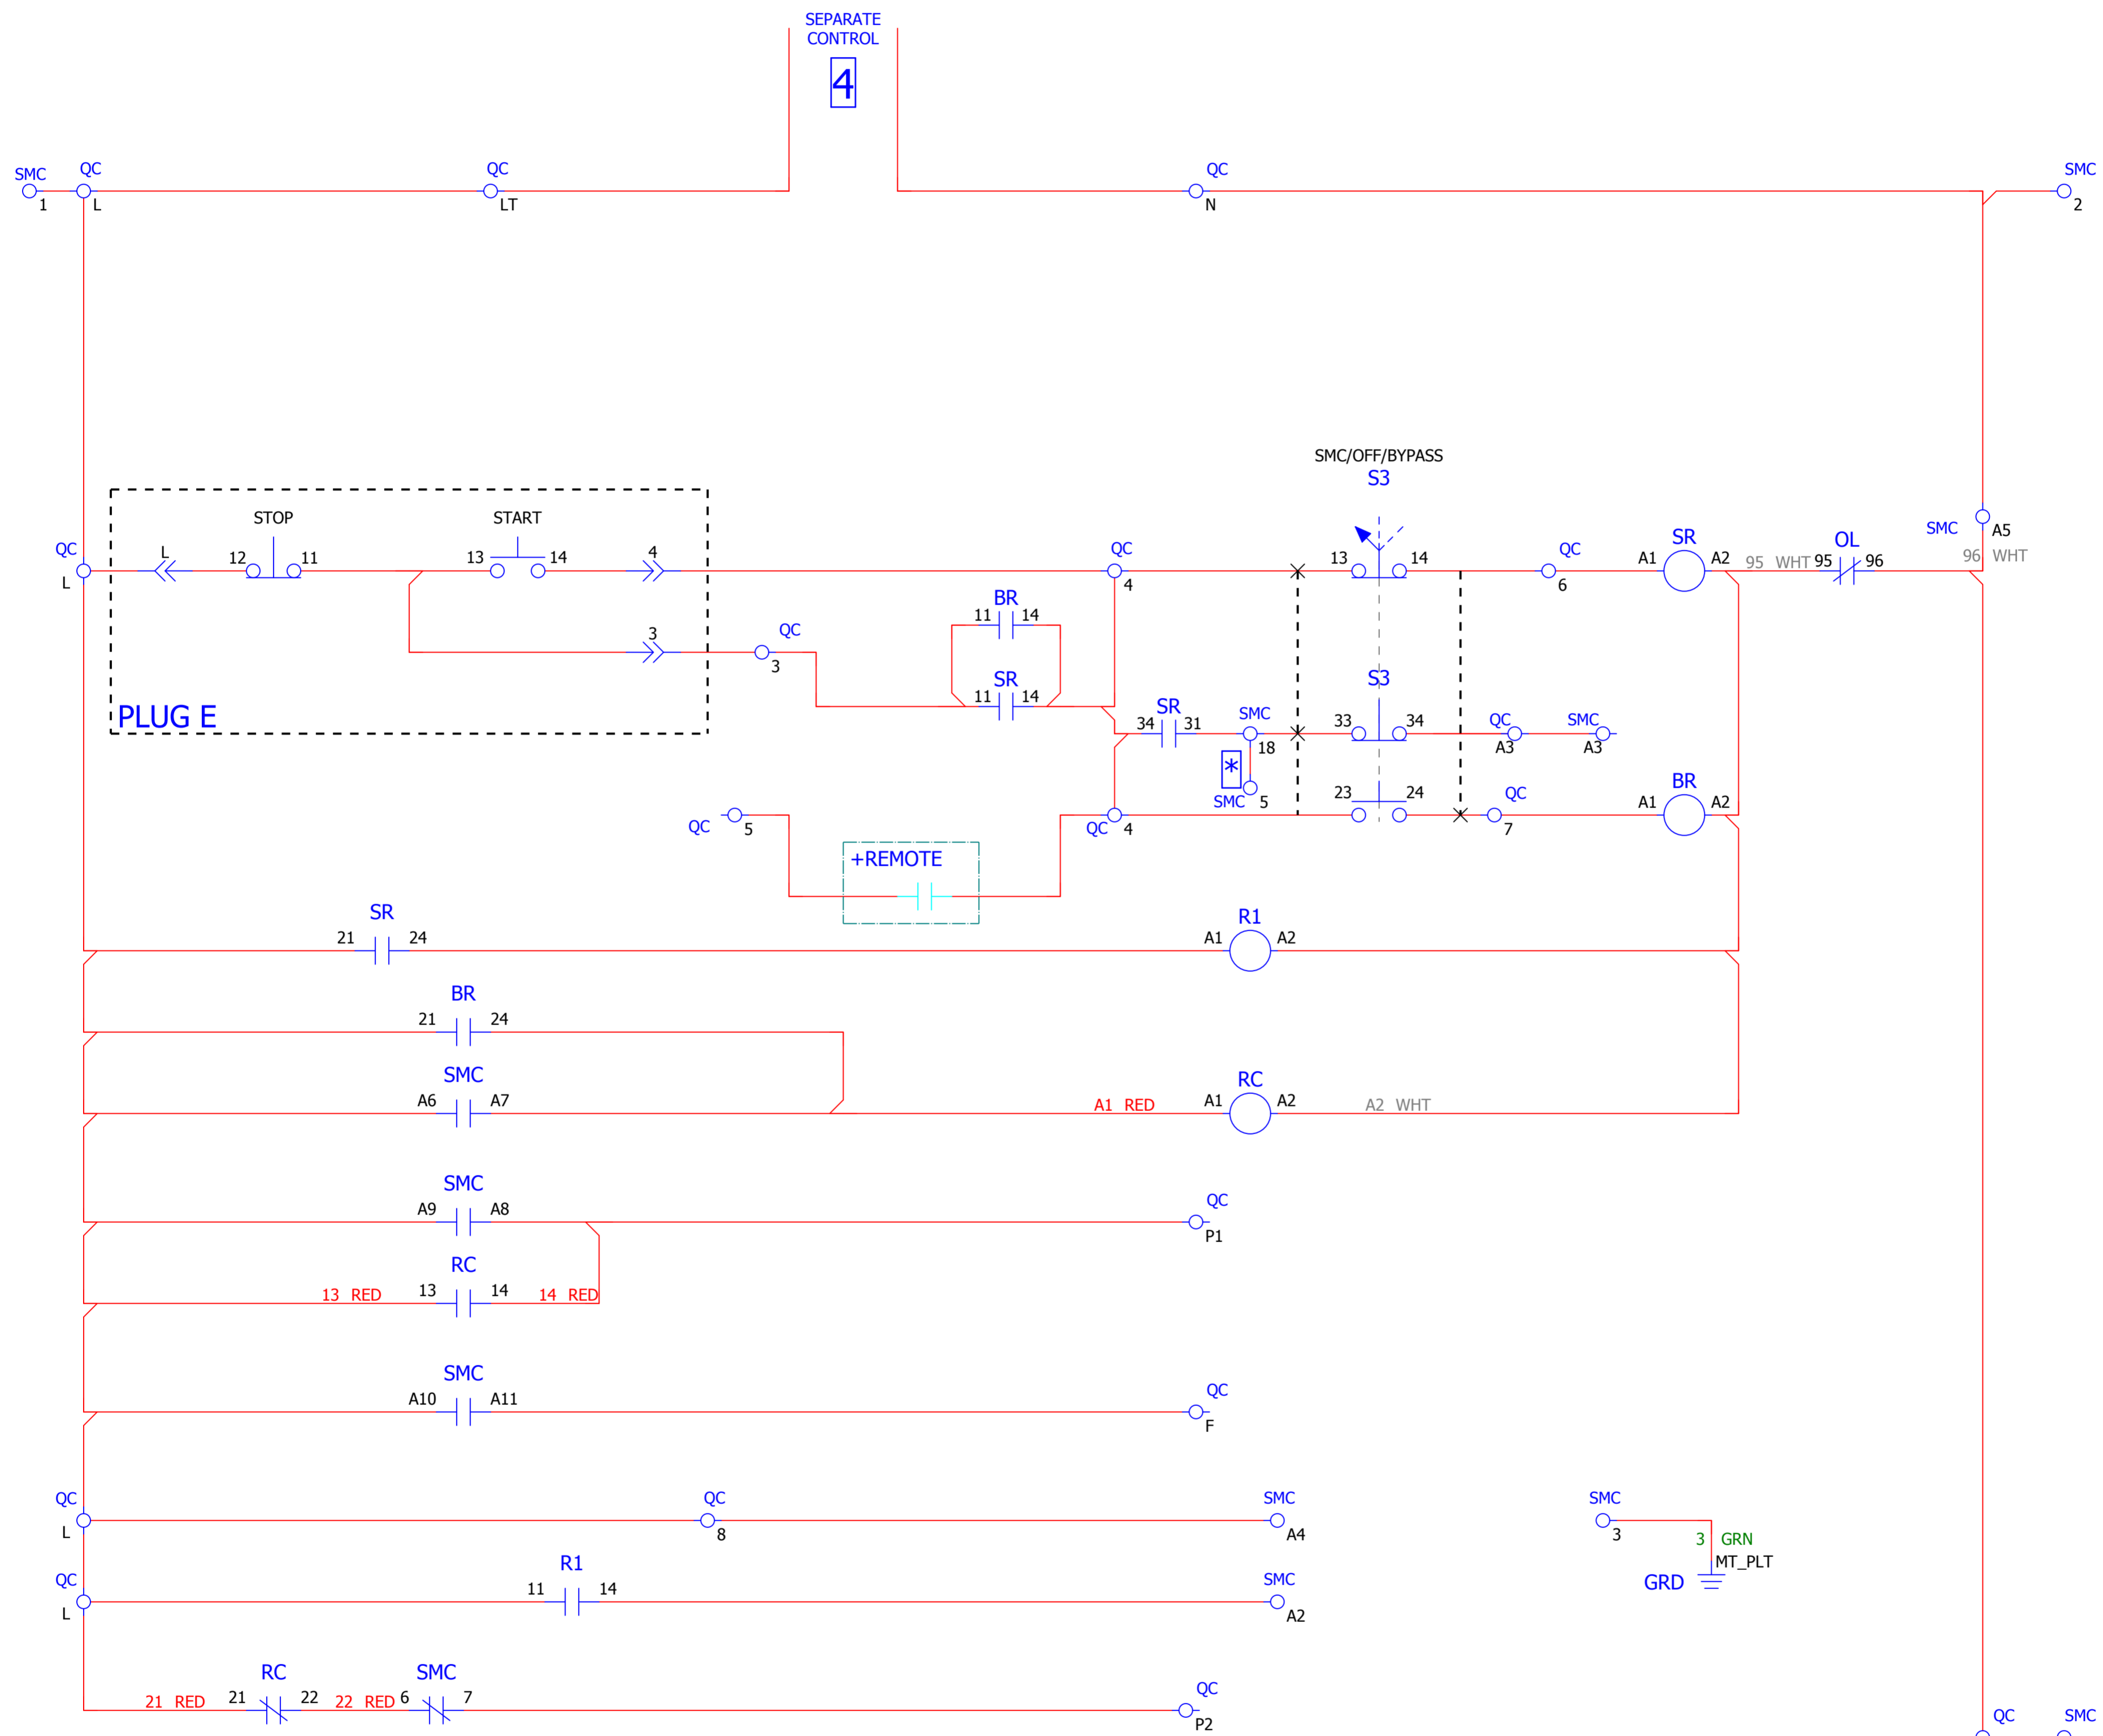 SEPARATE
CONTROL
4
SMC QC QC QC SMC
1 L LT N 2
SMC/OFF/BYPASS
S3
STOP START
QC L 12 11 13 14 4 QC 13 14 QC SR OL SMC A5
L 4 6 A1 A2 95 WHT 95 96 96 WHT
BR
11 14
3 QC
3
PLUG E
SR
11 14
S3
SR SMC
34 31 18 33 34 QC SMC
A3 A3
*
SMC 5
23 24 QC BR
QC 5 QC 4 7 A1 A2
+REMOTE
SR R1
21 24 A1 A2
BR
21 24
SMC RC
A6 A7 A1 RED A1 A2 A2 WHT
SMC QC
A9 A8 P1
RC
13 RED 13 14 14 RED
SMC QC
A10 A11 F
QC QC SMC SMC
L 8 A4 3
3 GRN
MT_PLT
GRD
QC R1 SMC
L 11 14 A2
RC SMC QC
21 RED 21 22 22 RED 6 7 P2
QC SMC